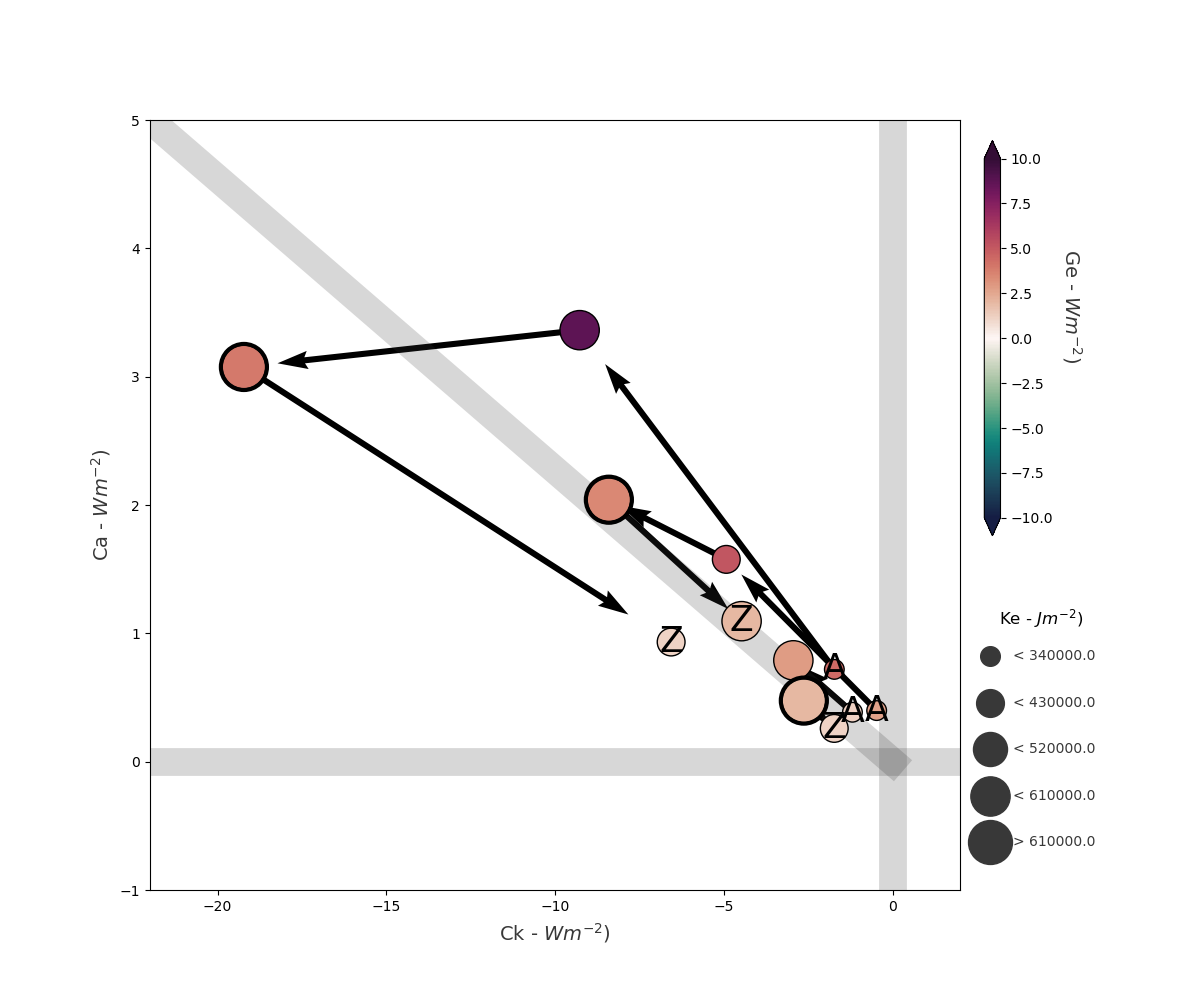 5
4
3
2
1
0
−1
−20
−15
−10
−5
0
Ca - Wm⁻²)
Ck - Wm⁻²)
Z
Z
A
A
A
Z
10.0
7.5
5.0
2.5
0.0
−2.5
−5.0
−7.5
−10.0
Ge - Wm⁻²)
Ke - Jm⁻²)
< 340000.0
< 430000.0
< 520000.0
< 610000.0
> 610000.0